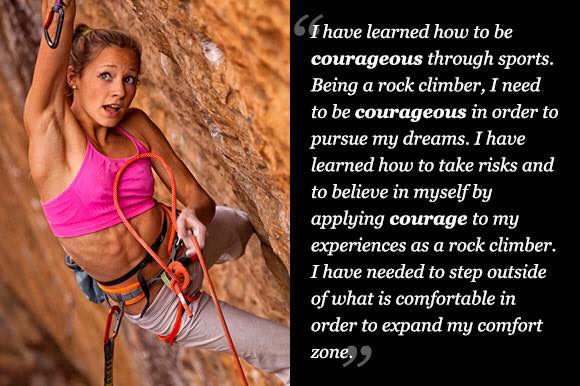 “I have learned how to be
courageous through sports.
Being a rock climber, I need
to be courageous in order to
pursue my dreams. I have
learned how to take risks and
to believe in myself by
applying courage to my
experiences as a rock climber.
I have needed to step outside
of what is comfortable in
order to expand my comfort
zone.”